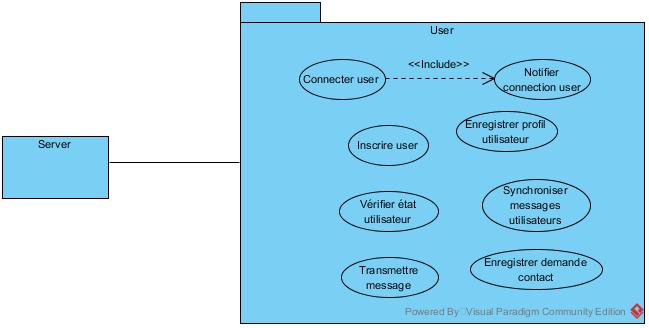 User
Server
<<Include>>
Connecter user
Notifier
connection user
Inscrire user
Enregistrer profil
utilisateur
Vérifier état
utilisateur
Synchroniser
messages
utilisateurs
Transmettre
message
Enregistrer demande
contact
Powered By Visual Paradigm Community Edition